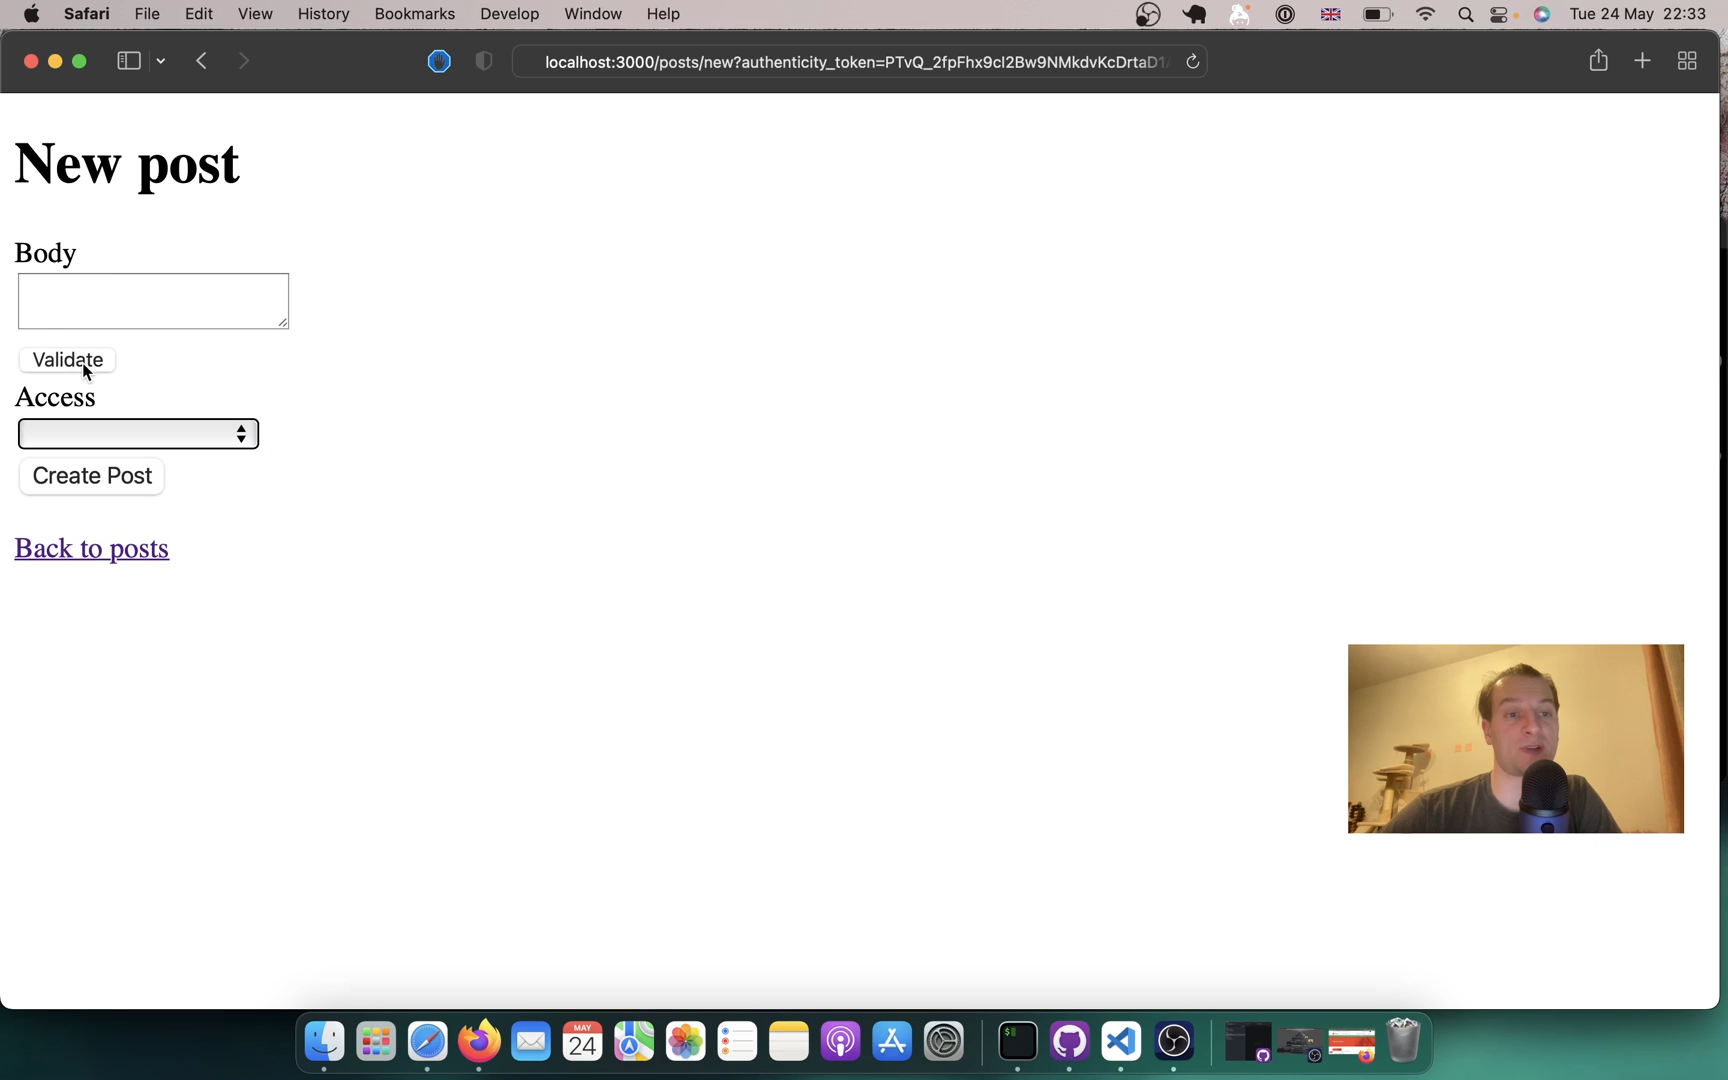 Safari File Edit View History Bookmarks Develop Window Help Tue 24 May 22:33
localhost:3000/posts/new?authenticity_token=PTvQ_2fpFhx9cl2Bw9NMkdvKcDrtaD1
New post
Body
Validate
Access
Create Post
Back to posts
MAY
24
$